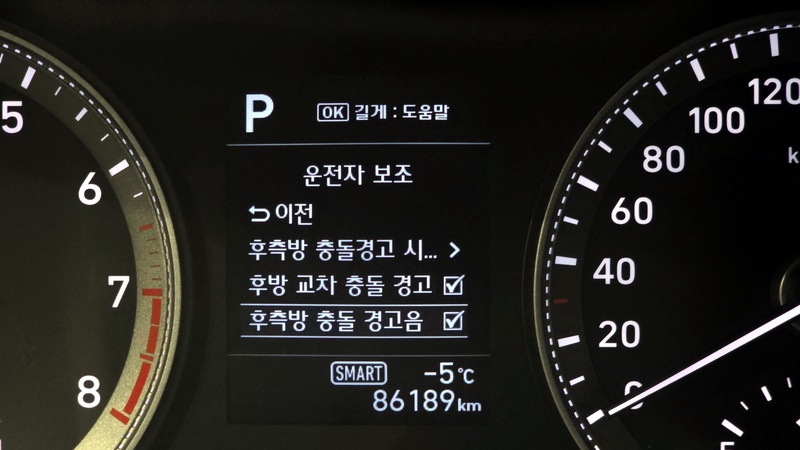 P
OK 길게 : 도움말
운전자 보조
이전
후측방 충돌경고 시...
후방 교차 충돌 경고
후측방 충돌 경고음
SMART
-5℃
86189km
5
6
7
8
120
100
80
60
40
20
0
k
5